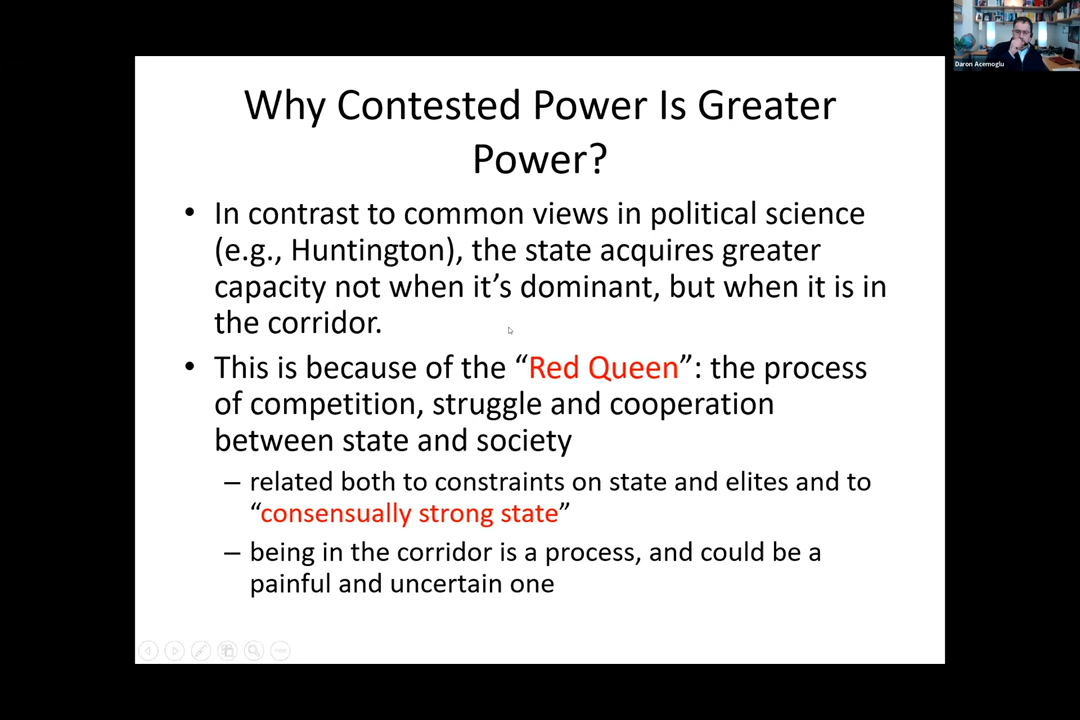 Daron Acemoglu
Why Contested Power Is Greater
Power?
• In contrast to common views in political science
(e.g., Huntington), the state acquires greater
capacity not when it’s dominant, but when it is in
the corridor.
• This is because of the “Red Queen”: the process
of competition, struggle and cooperation
between state and society
– related both to constraints on state and elites and to
“consensually strong state”
– being in the corridor is a process, and could be a
painful and uncertain one